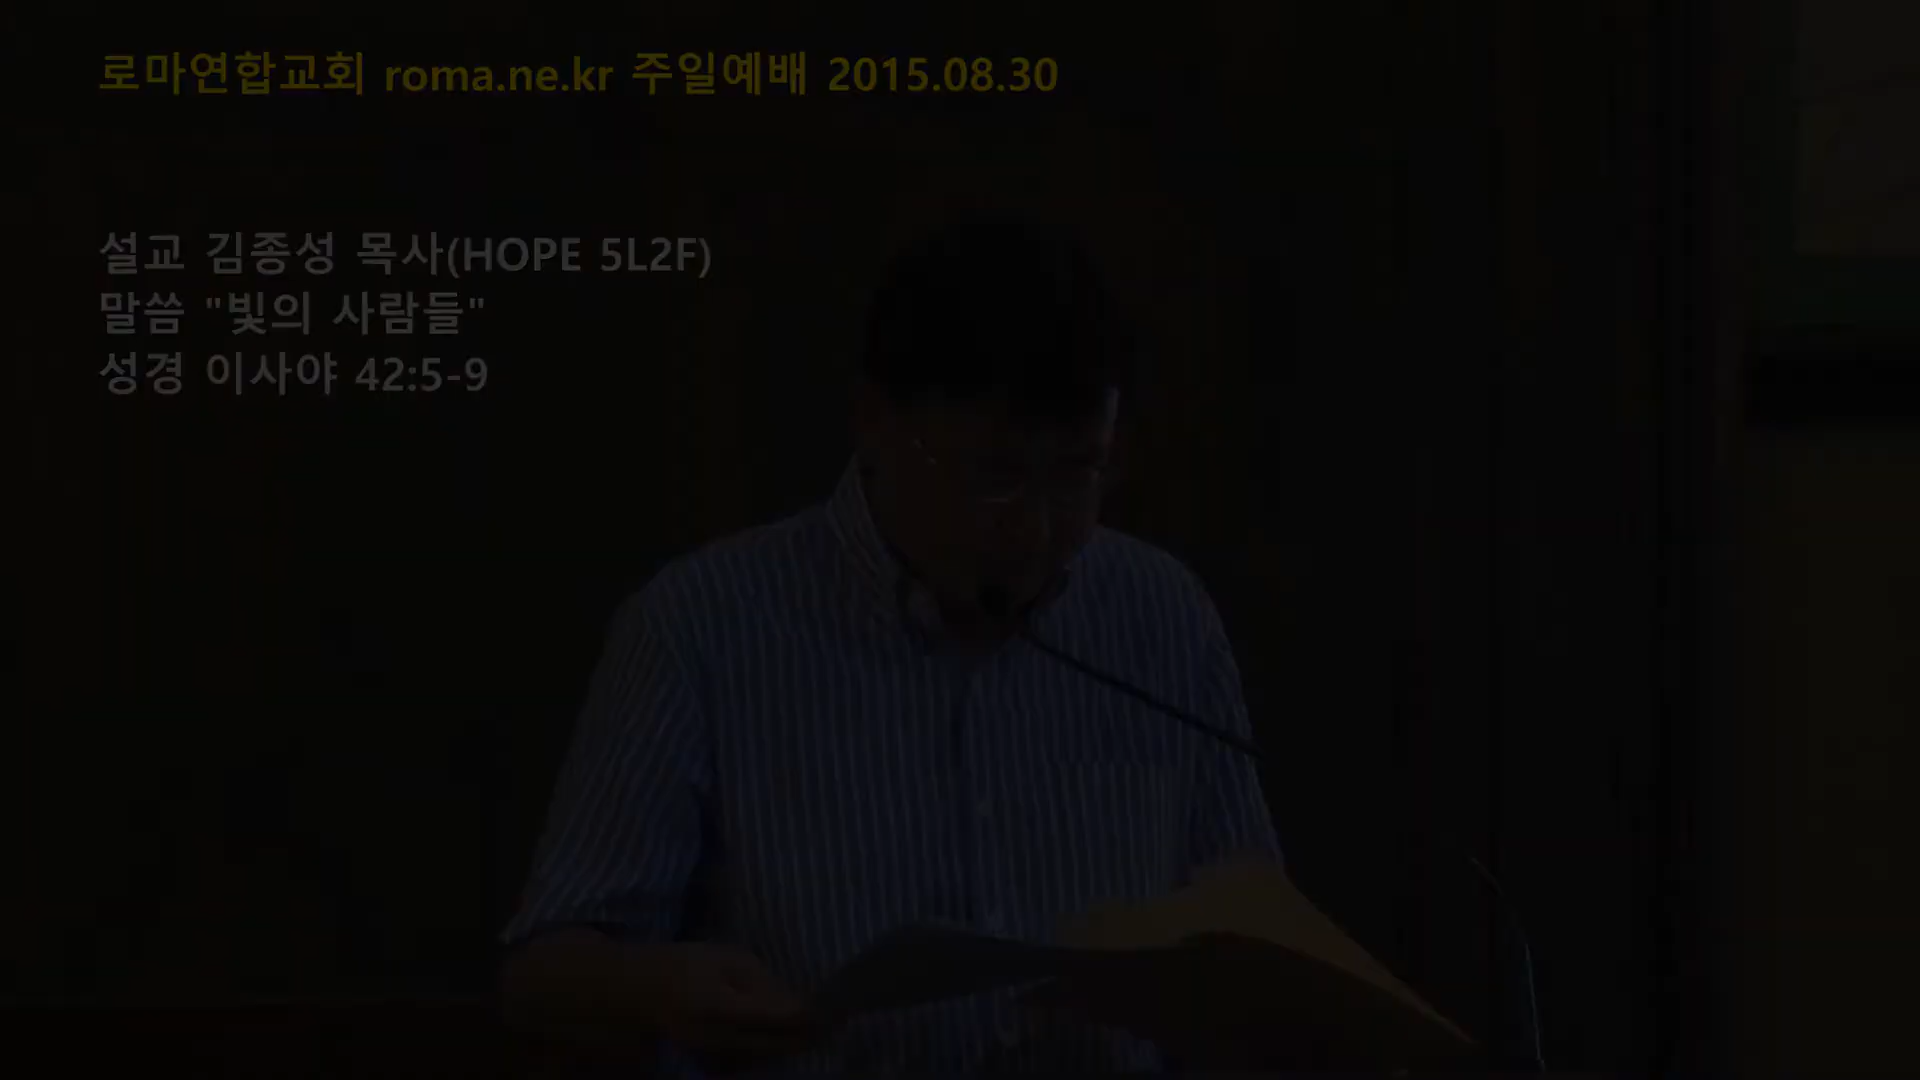 로마연합교회 roma.ne.kr 주일예배 2015.08.30
설교 김종성 목사(HOPE 5L2F)
말씀 "빛의 사람들"
성경 이사야 42:5-9